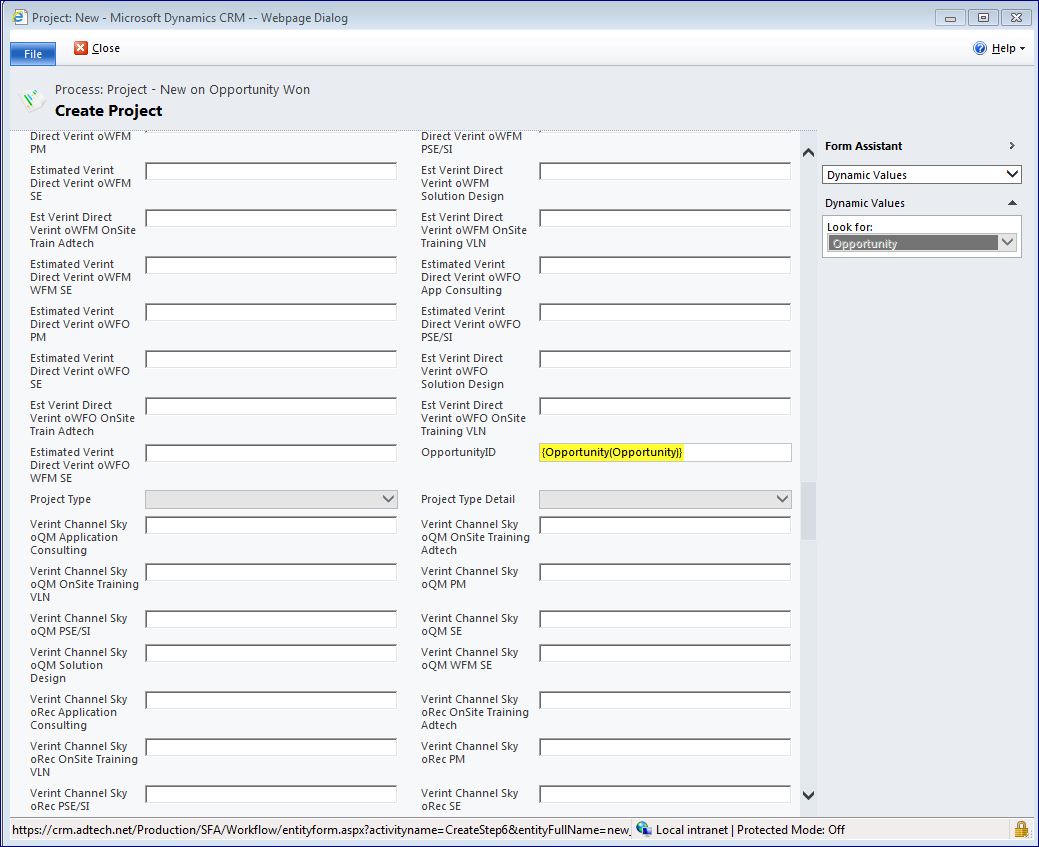 Project: New - Microsoft Dynamics CRM -- Webpage Dialog
File
Close
Help
Process: Project - New on Opportunity Won
Create Project
Direct Verint oWFM
PM
Direct Verint oWFM
PSE/SI
Estimated Verint
Direct Verint oWFM
SE
Est Verint Direct
Verint oWFM
Solution Design
Est Verint Direct
Verint oWFM OnSite
Train Adtech
Est Verint Direct
Verint oWFM OnSite
Training VLN
Estimated Verint
Direct Verint oWFM
WFM SE
Estimated Verint
Direct Verint oWFO
App Consulting
Estimated Verint
Direct Verint oWFO
PM
Estimated Verint
Direct Verint oWFO
PSE/SI
Estimated Verint
Direct Verint oWFO
SE
Est Verint Direct
Verint oWFO
Solution Design
Est Verint Direct
Verint oWFO OnSite
Train Adtech
Est Verint Direct
Verint oWFO OnSite
Training VLN
Estimated Verint
Direct Verint oWFO
WFM SE
OpportunityID
{Opportunity(Opportunity)}
Project Type
Project Type Detail
Verint Channel Sky
oQM Application
Consulting
Verint Channel Sky
oQM OnSite Training
Adtech
Verint Channel Sky
oQM OnSite Training
VLN
Verint Channel Sky
oQM PM
Verint Channel Sky
oQM PSE/SI
Verint Channel Sky
oQM SE
Verint Channel Sky
oQM Solution
Design
Verint Channel Sky
oQM WFM SE
Verint Channel Sky
oRec Application
Consulting
Verint Channel Sky
oRec OnSite Training
Adtech
Verint Channel Sky
oRec OnSite Training
VLN
Verint Channel Sky
oRec PM
Verint Channel Sky
oRec PSE/SI
Verint Channel Sky
oRec SE
Form Assistant
Dynamic Values
Dynamic Values
Look for:
Opportunity
https://crm.adtech.net/Production/SFA/Workflow/entityform.aspx?activityname=CreateStep6&entityFullName=new_
Local intranet | Protected Mode: Off